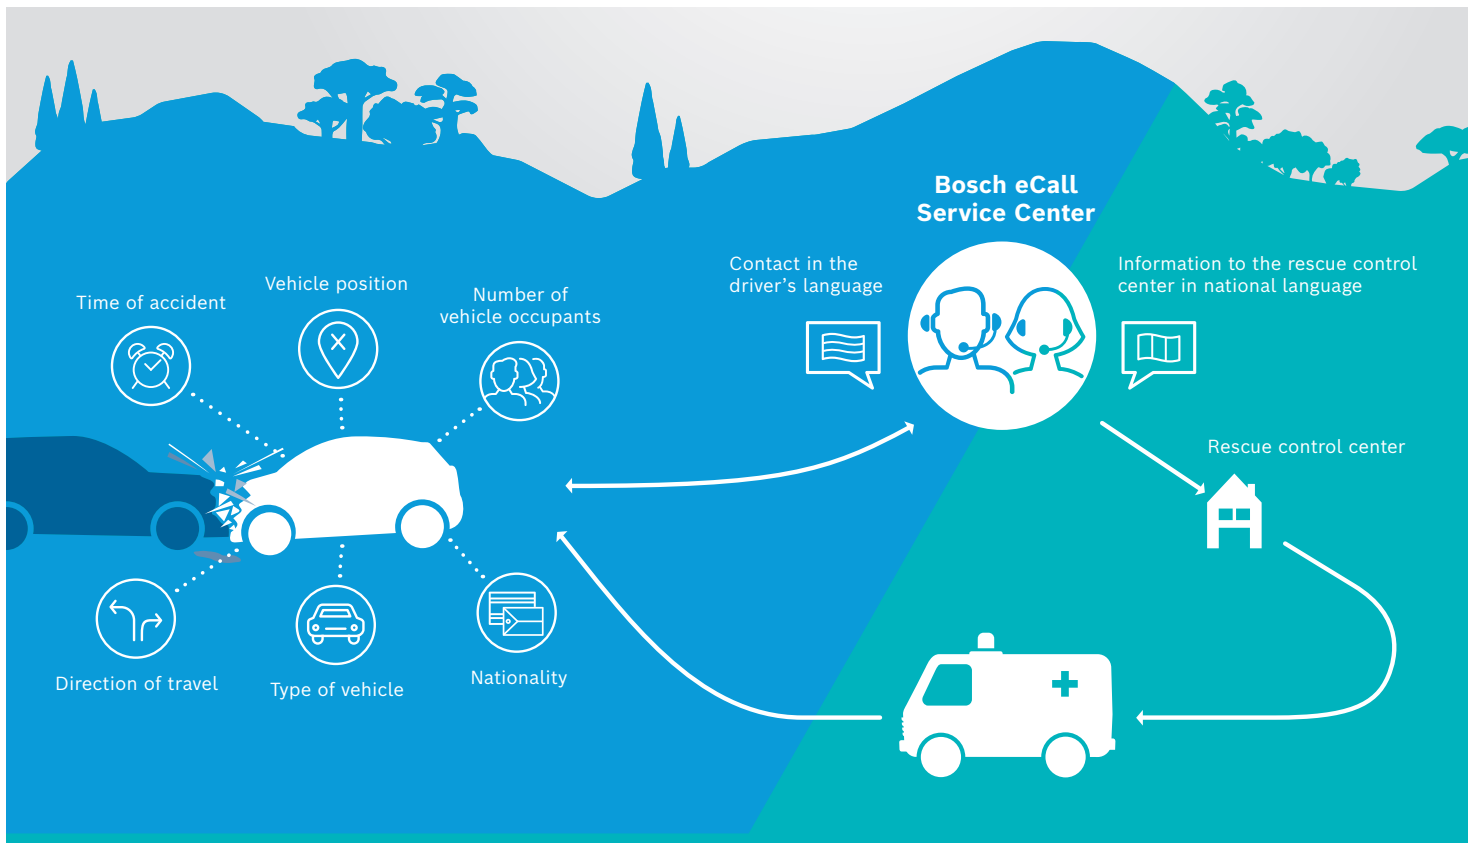 Bosch eCall
Service Center
Contact in the
driver's language
Information to the rescue control
center in national language
Vehicle position
Time of accident
Number of
vehicle occupants
Rescue control center
Direction of travel
Type of vehicle
Nationality